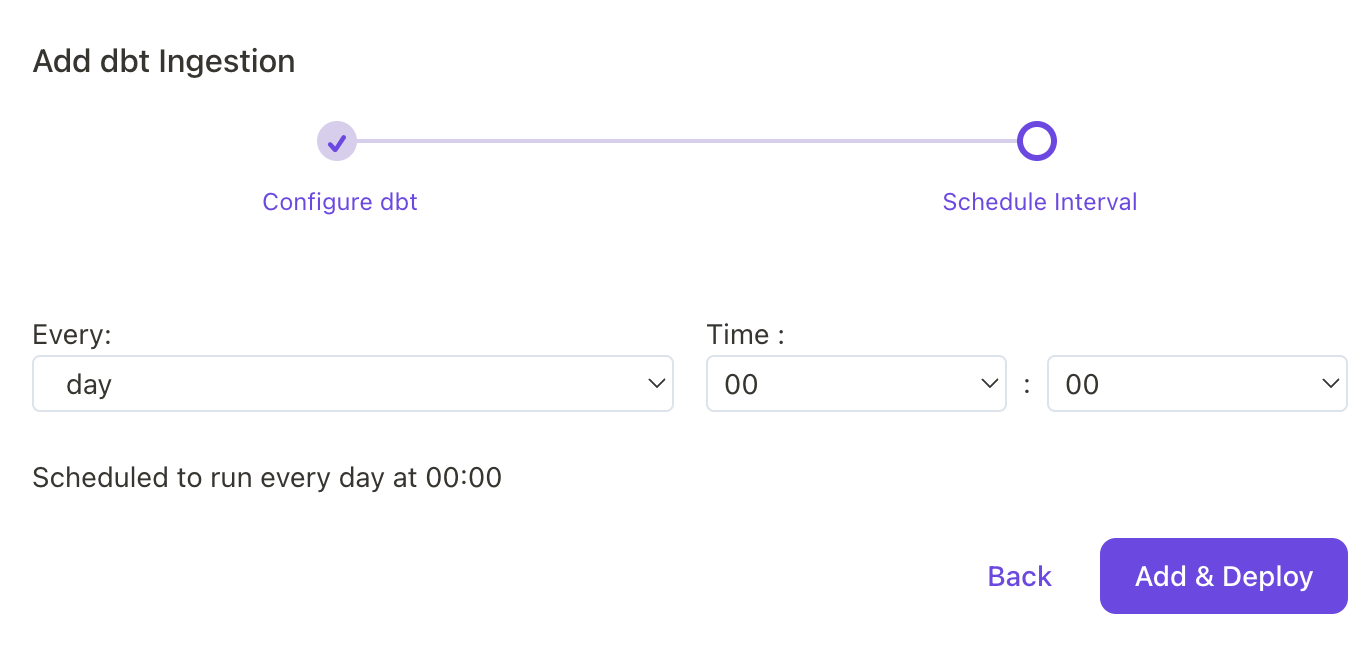 Add dbt Ingestion
Configure dbt
Schedule Interval
Every:
Time :
day
00 : 00
Scheduled to run every day at 00:00
Back
Add & Deploy